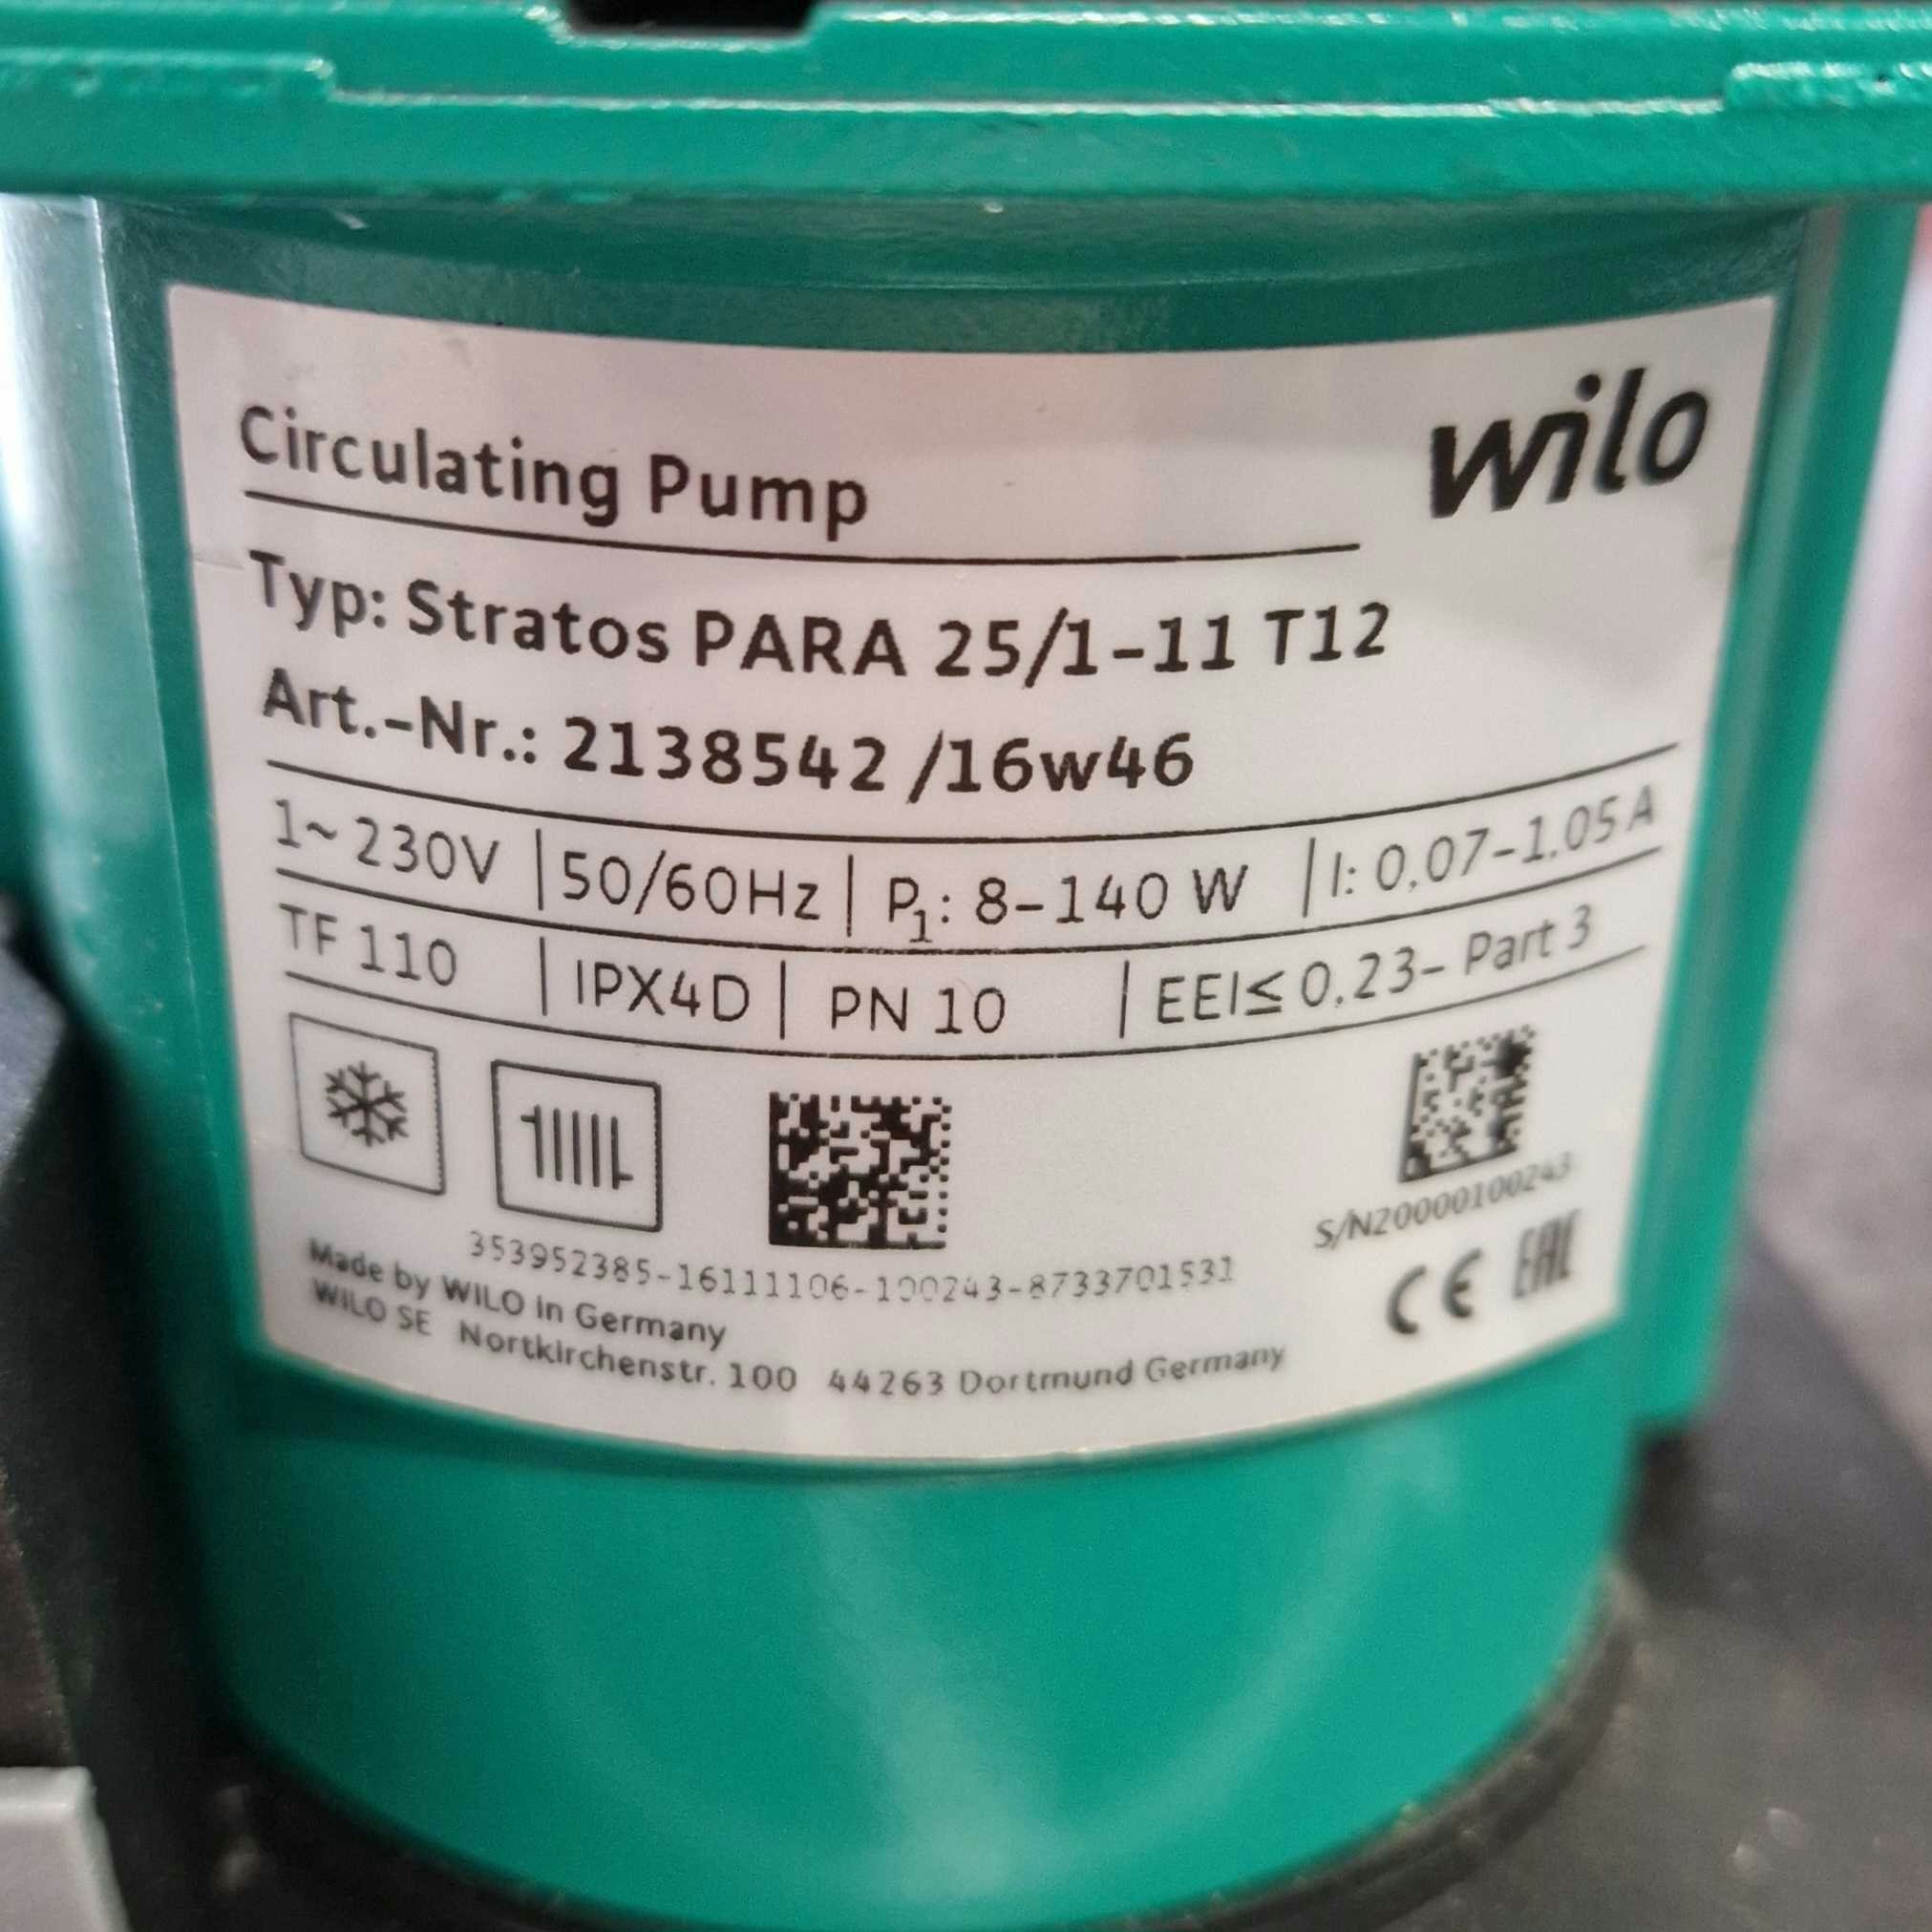 Circulating Pump
wilo
Typ: Stratos PARA 25/1-11 T12
Art.-Nr.: 2138542 /16w46
1~ 230V | 50/60Hz | P1: 8-140 W | I: 0,07-1.05 A
TF 110 | IPX4D | PN 10 | EEI≤ 0,23- Part 3
S/N20000100243
353952385-16111106-100243-8733701531
Made by WILO in Germany
WILO SE Nortkirchenstr. 100 44263 Dortmund Germany
CE EAC